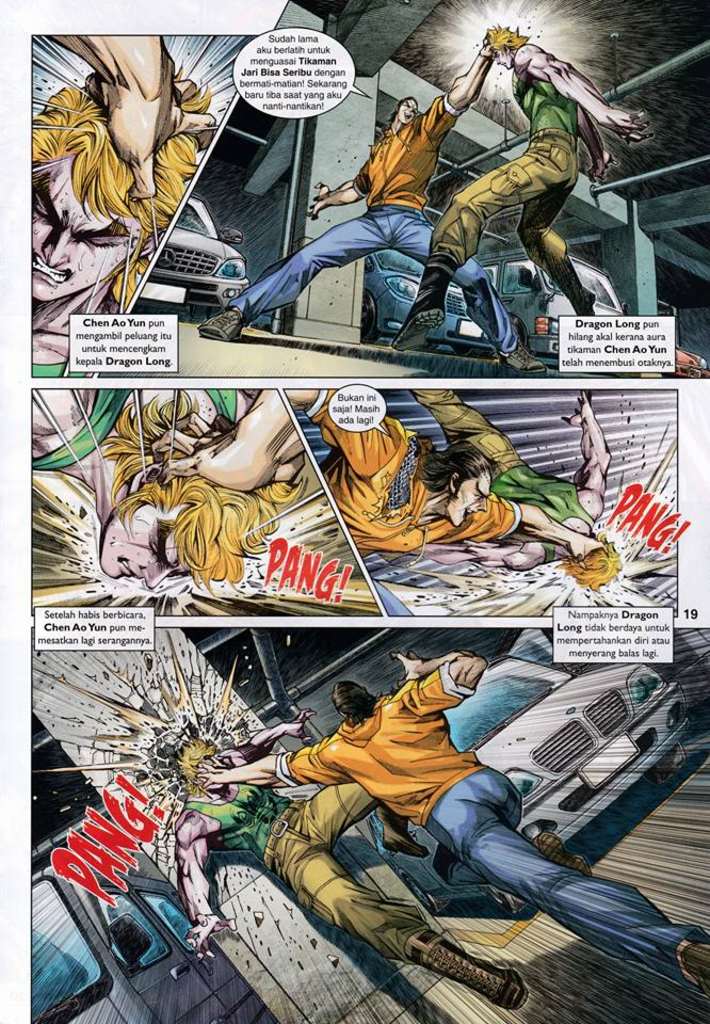 Sudah lama
aku berlatih untuk
menguasai Tikaman
Jari Bisa Seribu dengan
bermati-matian! Sekarang
baru tiba saat yang aku
nanti-nantikan!
Chen Ao Yun pun
mengambil peluang itu
untuk mencengkam
kepala Dragon Long.
Dragon Long pun
hilang akal kerana aura
tikaman Chen Ao Yun
telah menembusi otaknya.
Bukan ini
saja! Masih
ada lagi!
PANG!
PANG!
Setelah habis berbicara,
Chen Ao Yun pun me-
mesatkan lagi serangannya.
Nampaknya Dragon
Long tidak berdaya untuk
mempertahankan diri atau
menyerang balas lagi.
19
PANG!